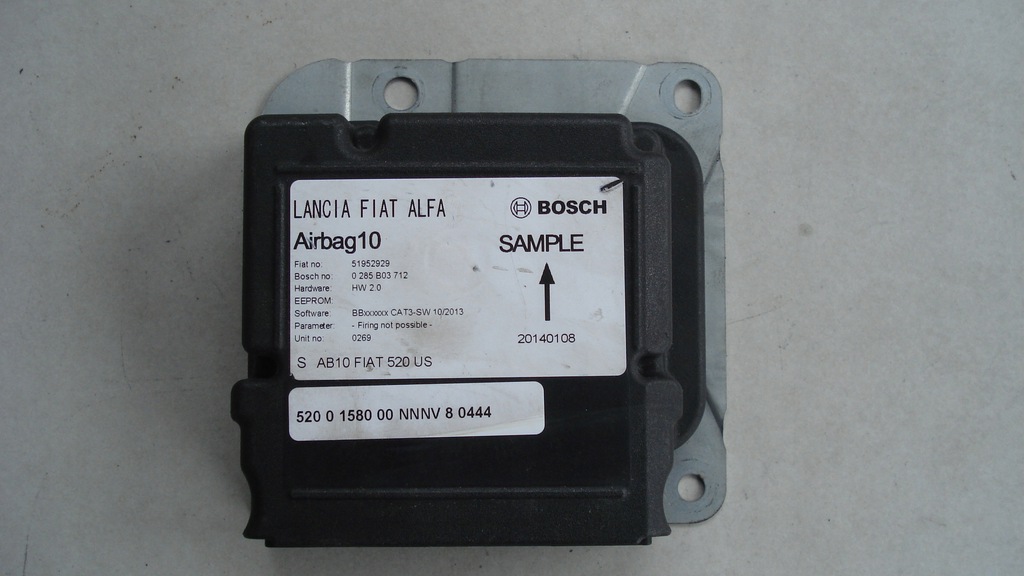 LANCIA FIAT ALFA
BOSCH
Airbag10
SAMPLE
Fiat no: 51952929
Bosch no: 0 285 B03 712
Hardware: HW 2.0
EEPROM:
Software: BBxxxxxx CAT3-SW 10/2013
Parameter: - Firing not possible -
Unit no: 0269
20140108
S AB10 FIAT 520 US
520 0 1580 00 NNNV 8 0444